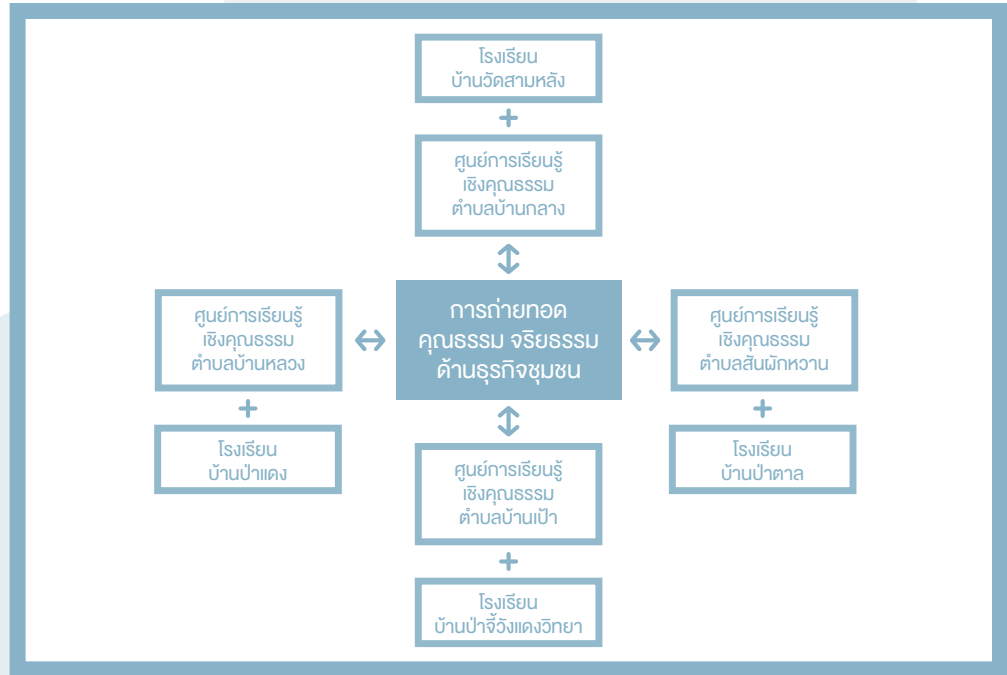 โรงเรียน
บ้านวัดสามหลัง
+
ศูนย์การเรียนรู้
เชิงคุณธรรม
ตำบลบ้านกลาง
การถ่ายทอด
คุณธรรม จริยธรรม
ด้านธุรกิจชุมชน
ศูนย์การเรียนรู้
เชิงคุณธรรม
ตำบลบ้านหลวง
+
โรงเรียน
บ้านป่าแดง
ศูนย์การเรียนรู้
เชิงคุณธรรม
ตำบลสันผักหวาน
+
โรงเรียน
บ้านป่าตาล
ศูนย์การเรียนรู้
เชิงคุณธรรม
ตำบลบ้านเป้า
+
โรงเรียน
บ้านป่าจี้วังแดงวิทยา